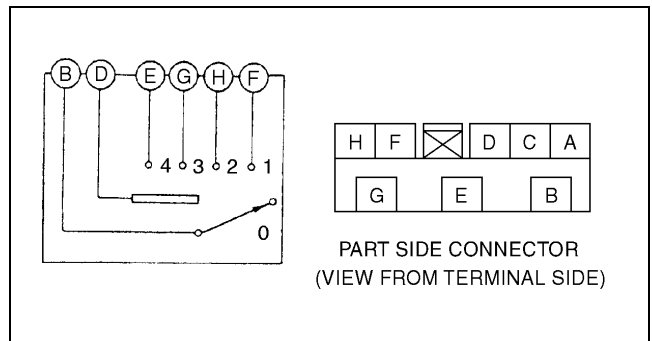 B D E G H F
4 3 2 1
0
H F D C A
G E B
PART SIDE CONNECTOR
(VIEW FROM TERMINAL SIDE)